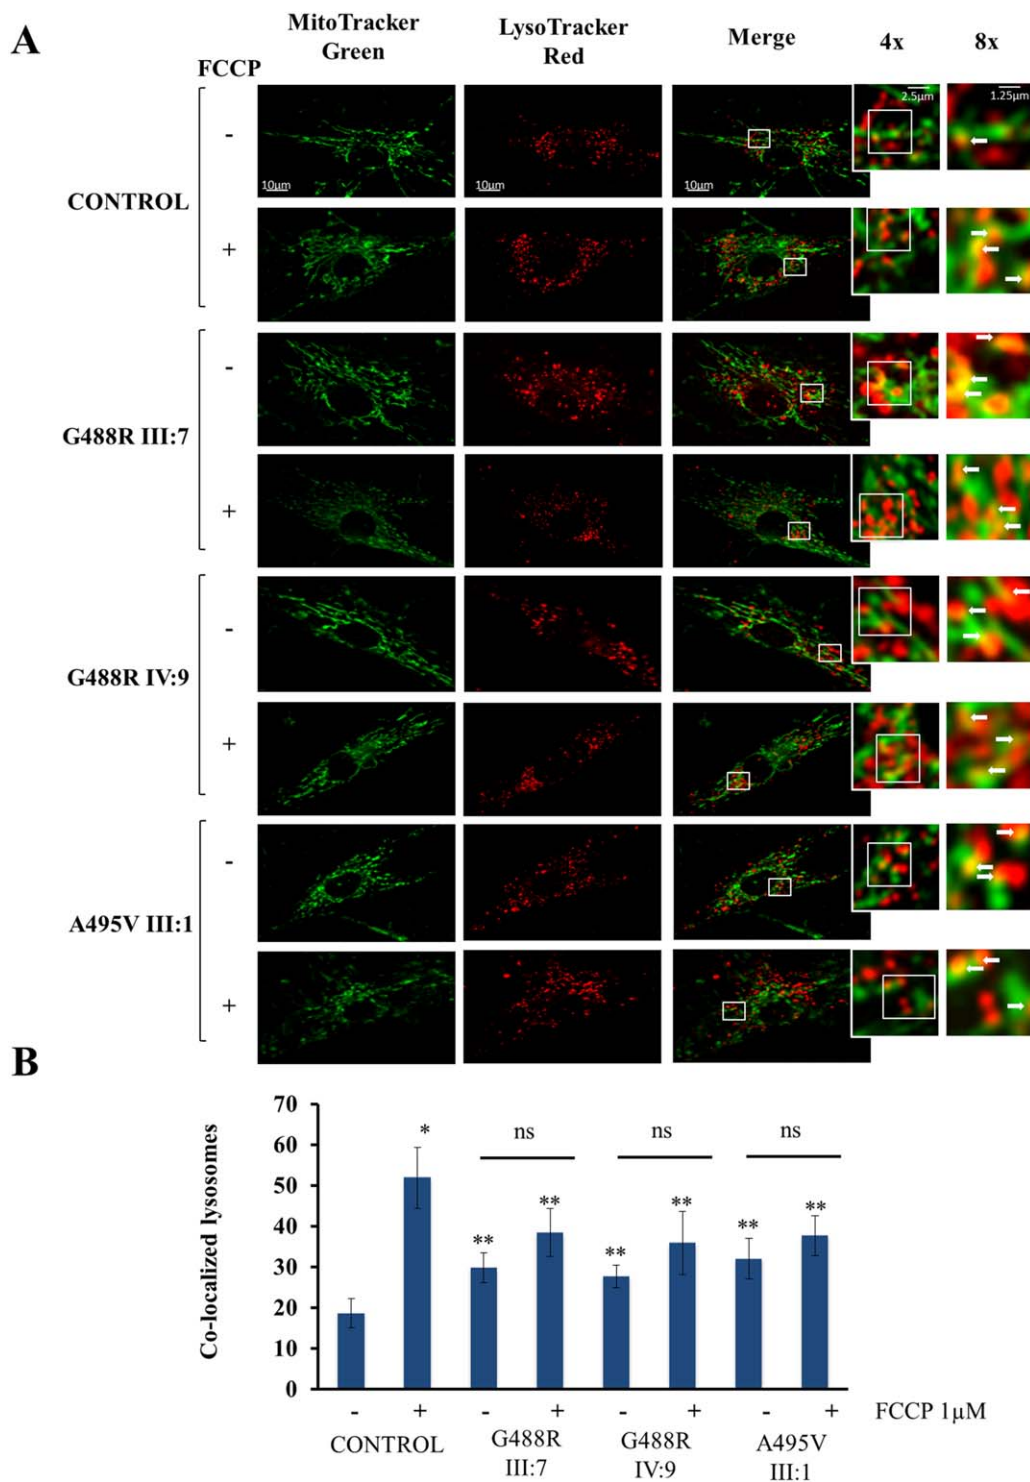 A
MitoTracker Green
LysoTracker Red
Merge
4x
8x
FCCP
2.5µm
1.25µm
-
10µm
10µm
CONTROL
+
-
G488R III:7
+
-
G488R IV:9
+
-
A495V III:1
+
B
Co-localized lysosomes
70
60
50
40
30
20
10
0
*
ns
ns
ns
**
**
**
**
**
**
- + - + - + - + FCCP 1µM
CONTROL
G488R III:7
G488R IV:9
A495V III:1